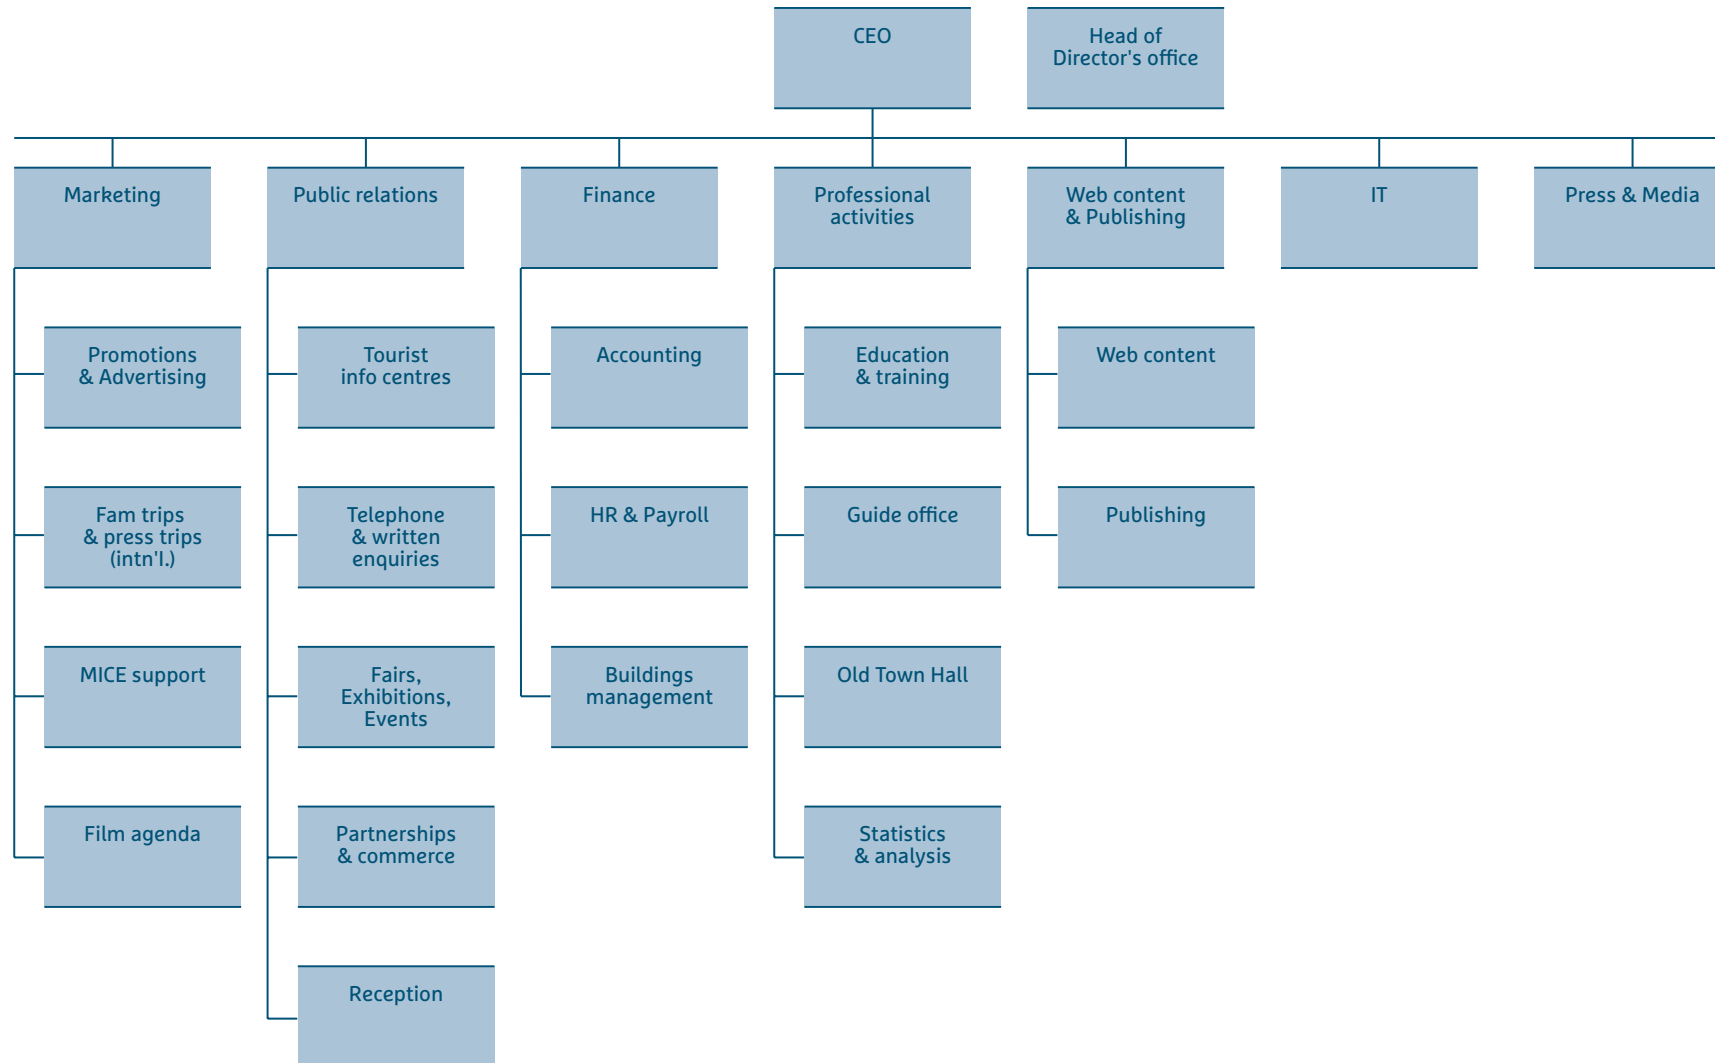 CEO
Head of
Director's office
Marketing
Public relations
Finance
Professional
activities
Web content
& Publishing
IT
Press & Media
Promotions
& Advertising
Tourist
info centres
Accounting
Education
& training
Web content
Fam trips
& press trips
(intn'l.)
Telephone
& written
enquiries
HR & Payroll
Guide office
Publishing
MICE support
Fairs,
Exhibitions,
Events
Buildings
management
Old Town Hall
Film agenda
Partnerships
& commerce
Statistics
& analysis
Reception